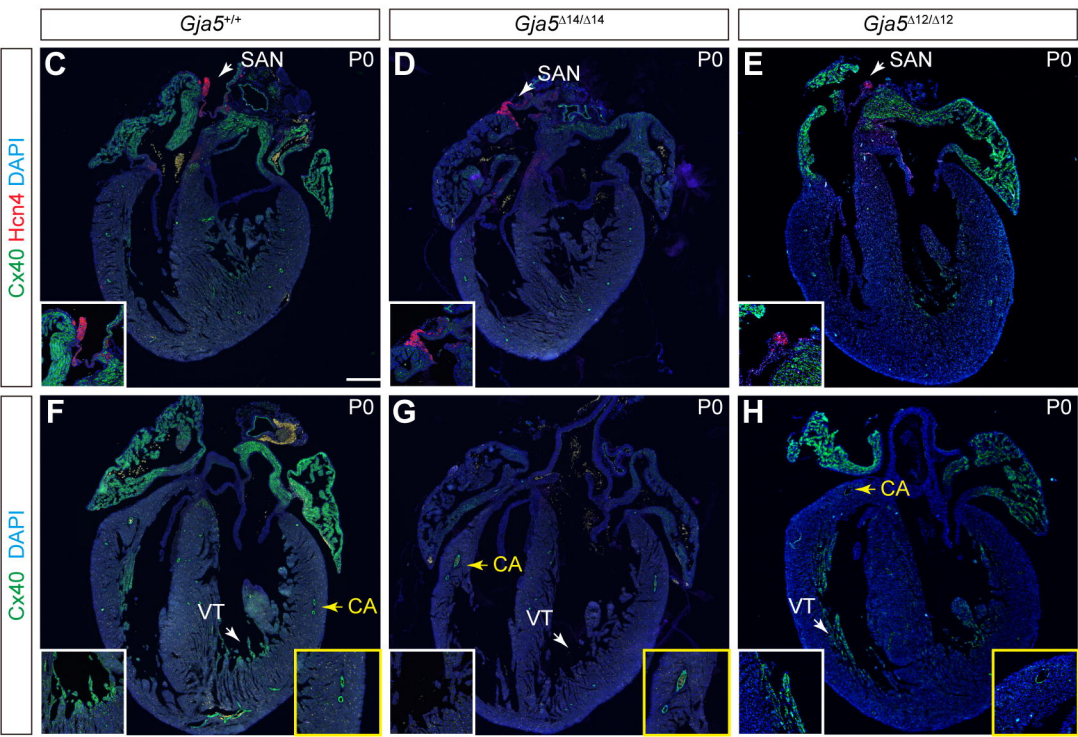 Gja5+/+
Gja5Δ14/Δ14
Gja5Δ12/Δ12
Cx40 Hcn4 DAPI
C
SAN
P0
D
SAN
P0
E
SAN
P0
Cx40 DAPI
F
P0
CA
VT
G
P0
CA
VT
H
P0
CA
VT